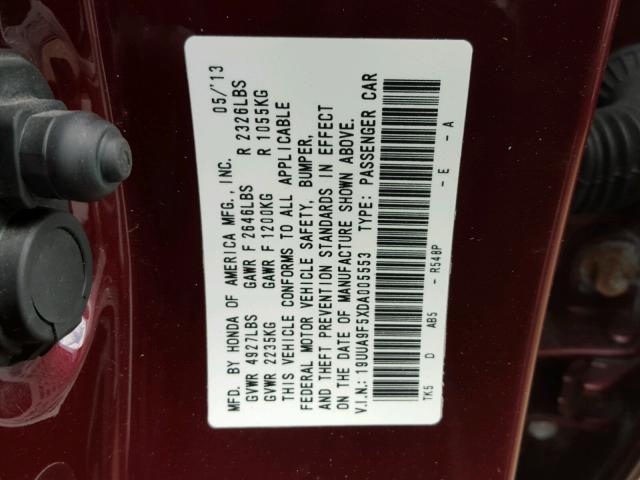 MFD. BY HONDA OF AMERICA MFG., INC. 05/'13
GVWR 4927LBS GAWR F 2646LBS R 2326LBS
GVWR 2235KG GAWR F 1200KG R 1055KG
THIS VEHICLE CONFORMS TO ALL APPLICABLE
FEDERAL MOTOR VEHICLE SAFETY, BUMPER,
AND THEFT PREVENTION STANDARDS IN EFFECT
ON THE DATE OF MANUFACTURE SHOWN ABOVE.
V.I.N.: 19UUA9F5XDA005553 TYPE: PASSENGER CAR
TK5 D AB5 - R548P - E - A